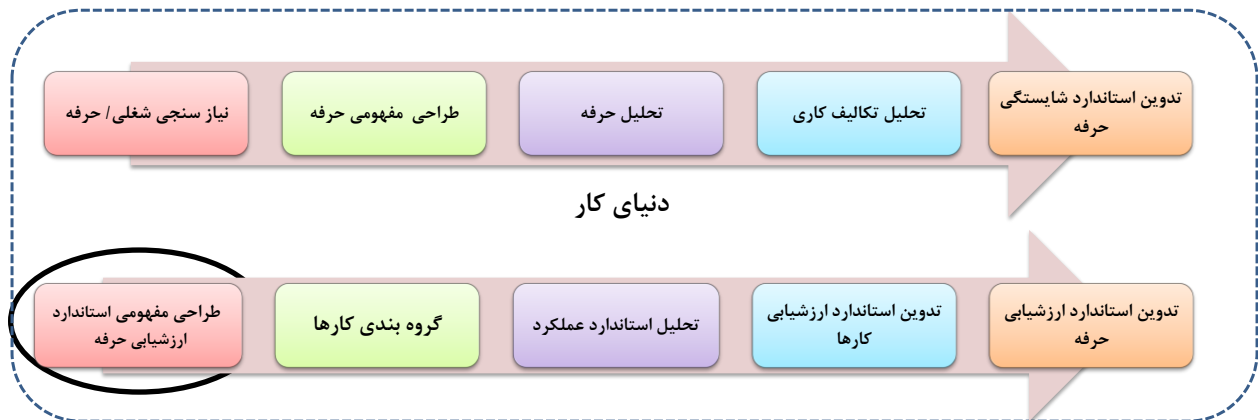 نیاز سنجی شغلی/ حرفه
طراحی مفهومی حرفه
تحلیل حرفه
تحلیل تکالیف کاری
تدوین استاندارد شایستگی
حرفه
دنیای کار
طراحی مفهومی استاندارد
ارزشیابی حرفه
گروه بندی کارها
تحلیل استاندارد عملکرد
تدوین استاندارد ارزشیابی
کارها
تدوین استاندارد ارزشیابی
حرفه